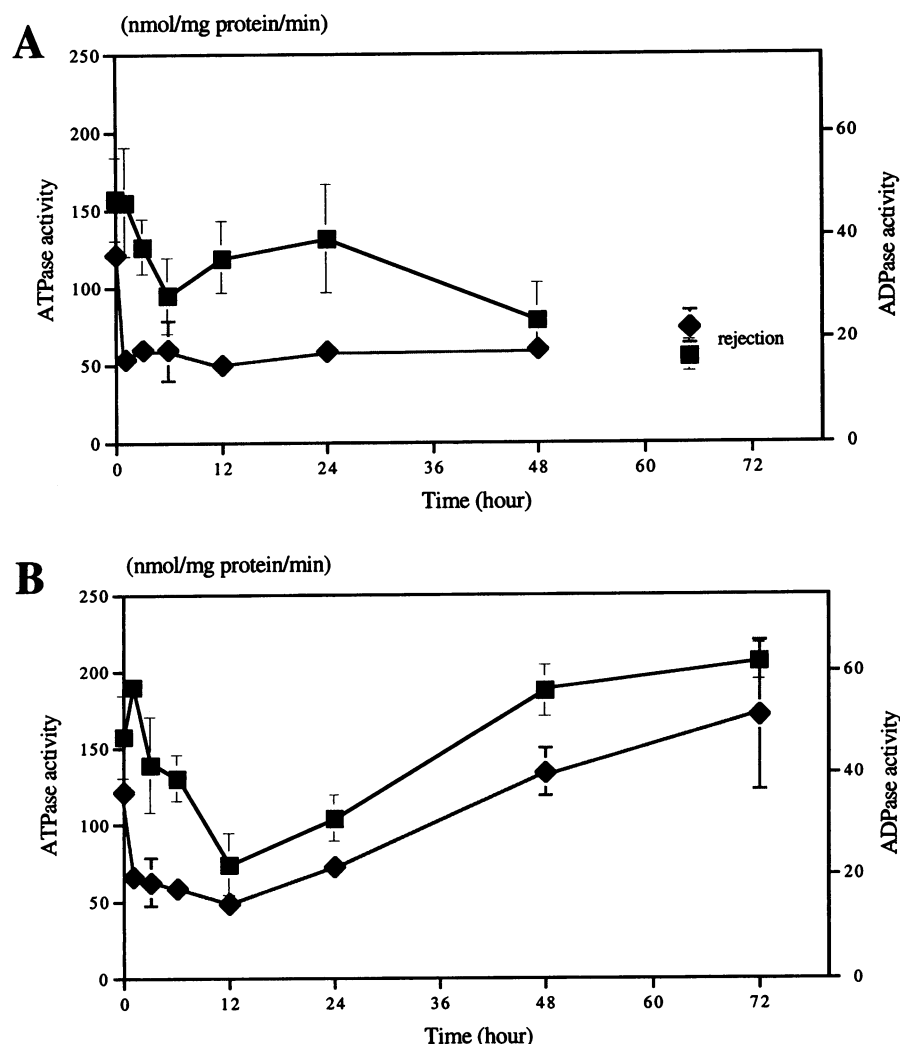 A
(nmol/mg protein/min)
250
200
150
100
50
0
ATPase activity
60
40
20
0
ADPase activity
rejection
0 12 24 36 48 60 72
Time (hour)
B
(nmol/mg protein/min)
250
200
150
100
50
0
ATPase activity
60
40
20
0
ADPase activity
0 12 24 36 48 60 72
Time (hour)